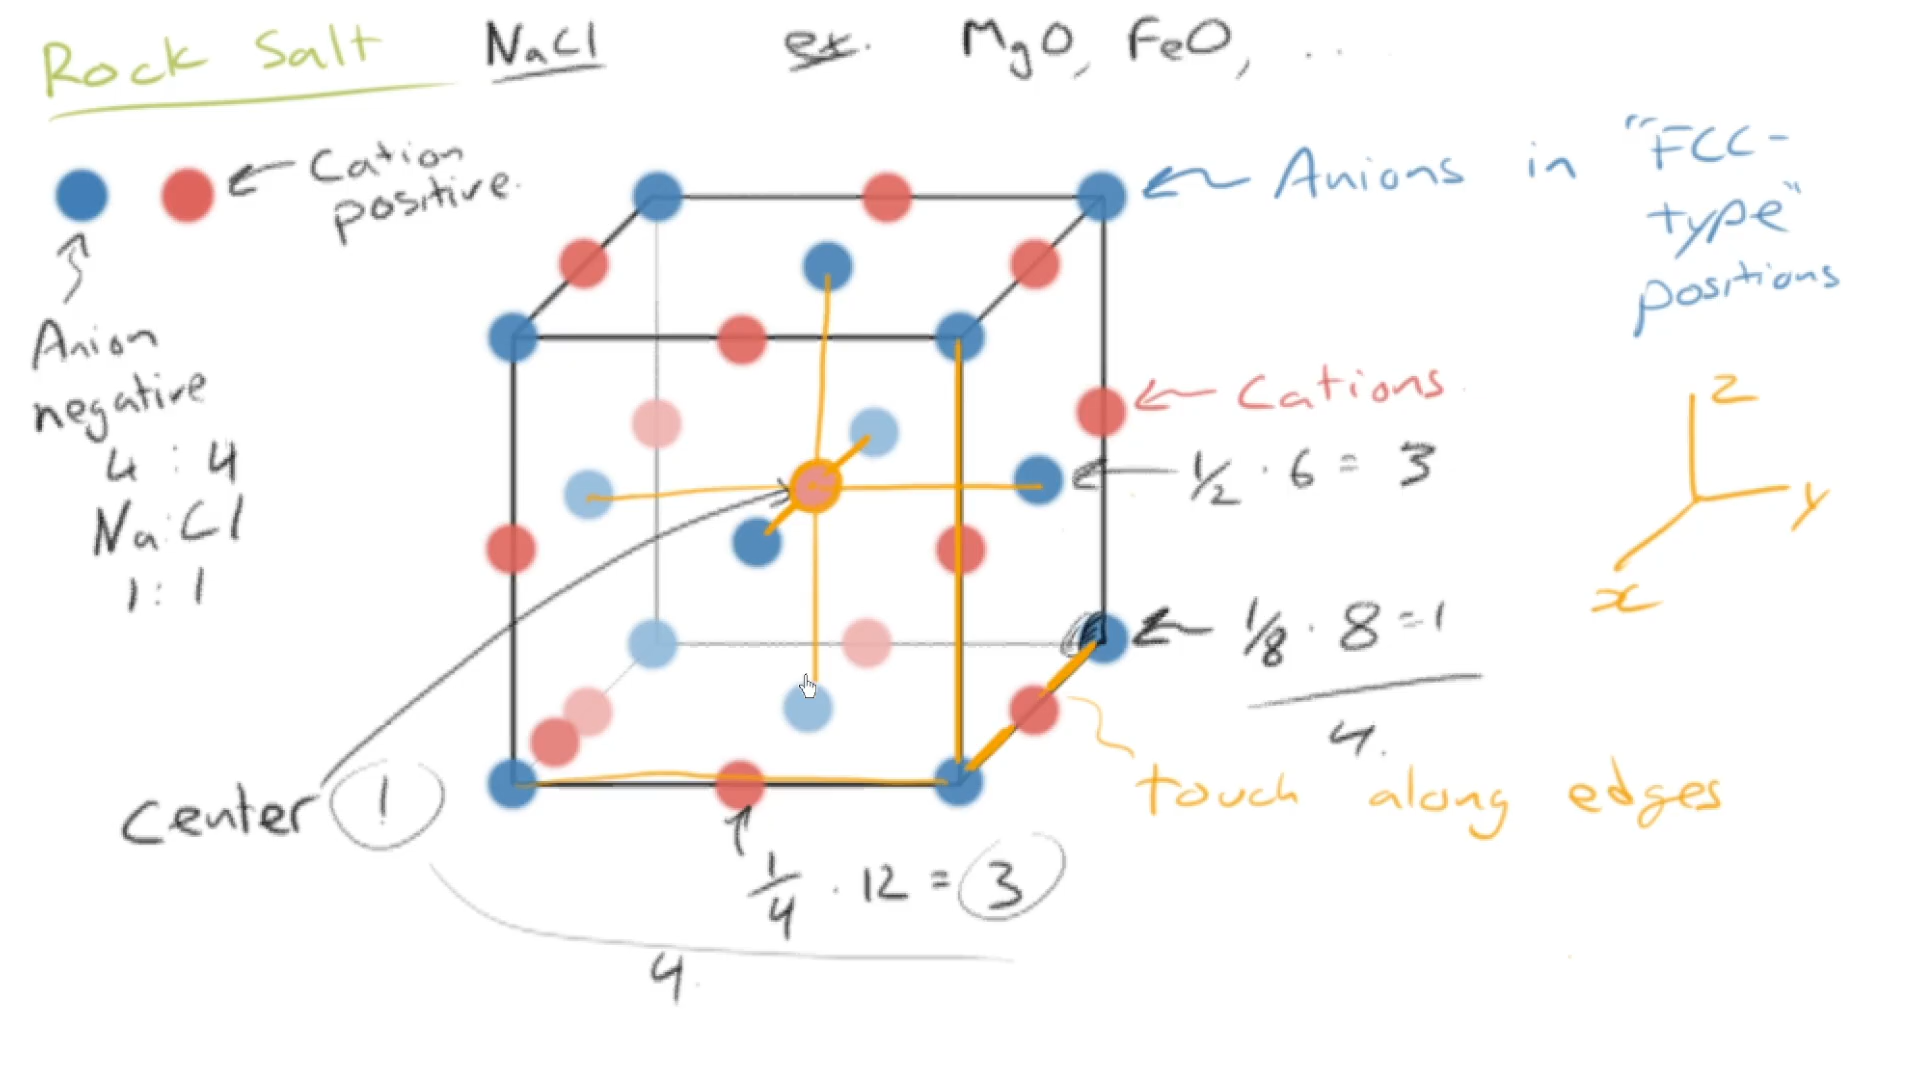 Rock Salt NaCl ex. MgO, FeO, ...
Cation
positive.
Anion
negative
4 : 4
Na:Cl
1:1
Anions in "FCC-
type"
positions
Cations
1/2 · 6 = 3
1/8 · 8 = 1
4.
z
y
x
touch along edges
Center 1
1/4 · 12 = 3
4.